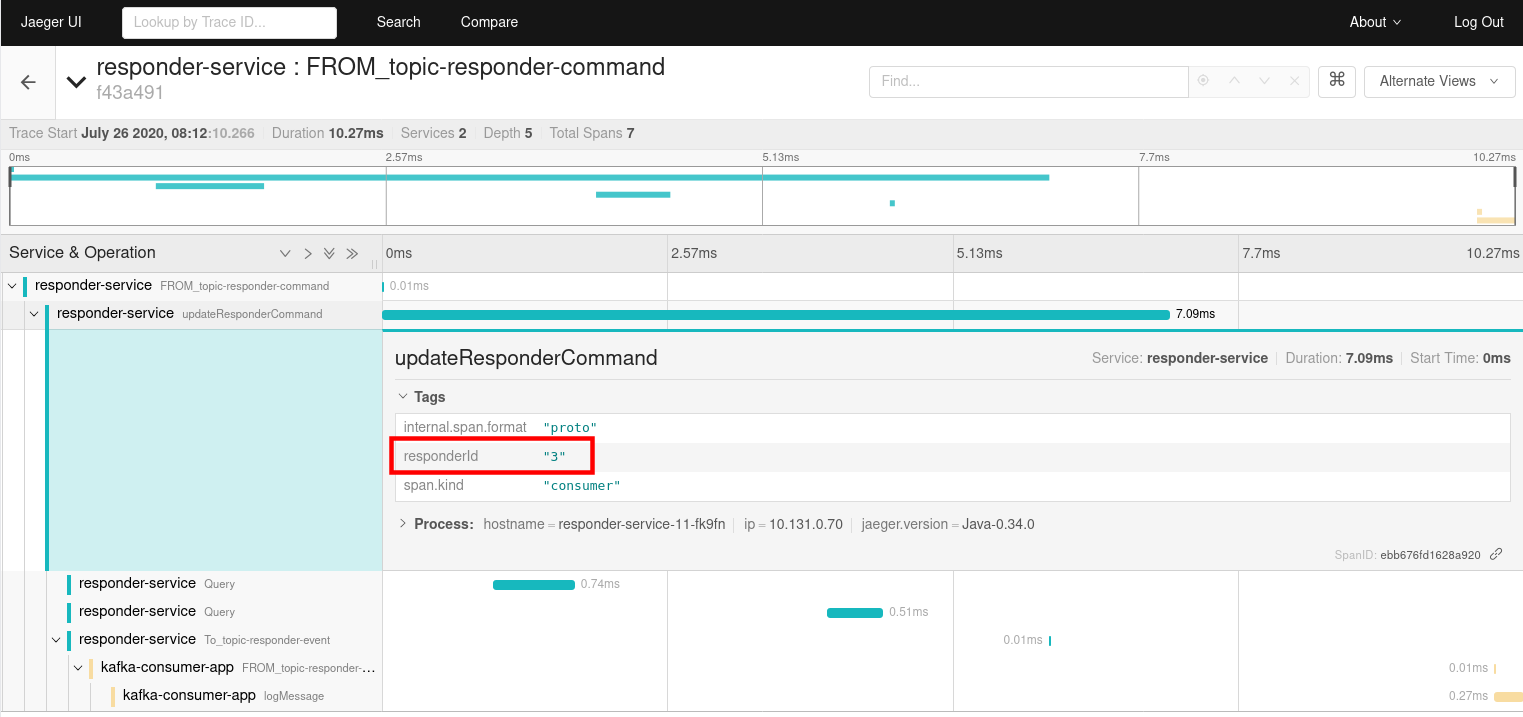 Jaeger UI Lookup by Trace ID... Search Compare About Log Out
responder-service : FROM_topic-responder-command
f43a491
Find... ⌘ Alternate Views
Trace Start July 26 2020, 08:12:10.266 Duration 10.27ms Services 2 Depth 5 Total Spans 7
0ms 2.57ms 5.13ms 7.7ms 10.27ms
Service & Operation 0ms 2.57ms 5.13ms 7.7ms 10.27ms
responder-service FROM_topic-responder-command 0.01ms
responder-service updateResponderCommand 7.09ms
updateResponderCommand Service: responder-service Duration: 7.09ms Start Time: 0ms
Tags
internal.span.format "proto"
responderId "3"
span.kind "consumer"
Process: hostname = responder-service-11-fk9fn ip = 10.131.0.70 jaeger.version = Java-0.34.0
SpanID: ebb676fd1628a920
responder-service Query 0.74ms
responder-service Query 0.51ms
responder-service To_topic-responder-event 0.01ms
kafka-consumer-app FROM_topic-responder-... 0.01ms
kafka-consumer-app logMessage 0.27ms